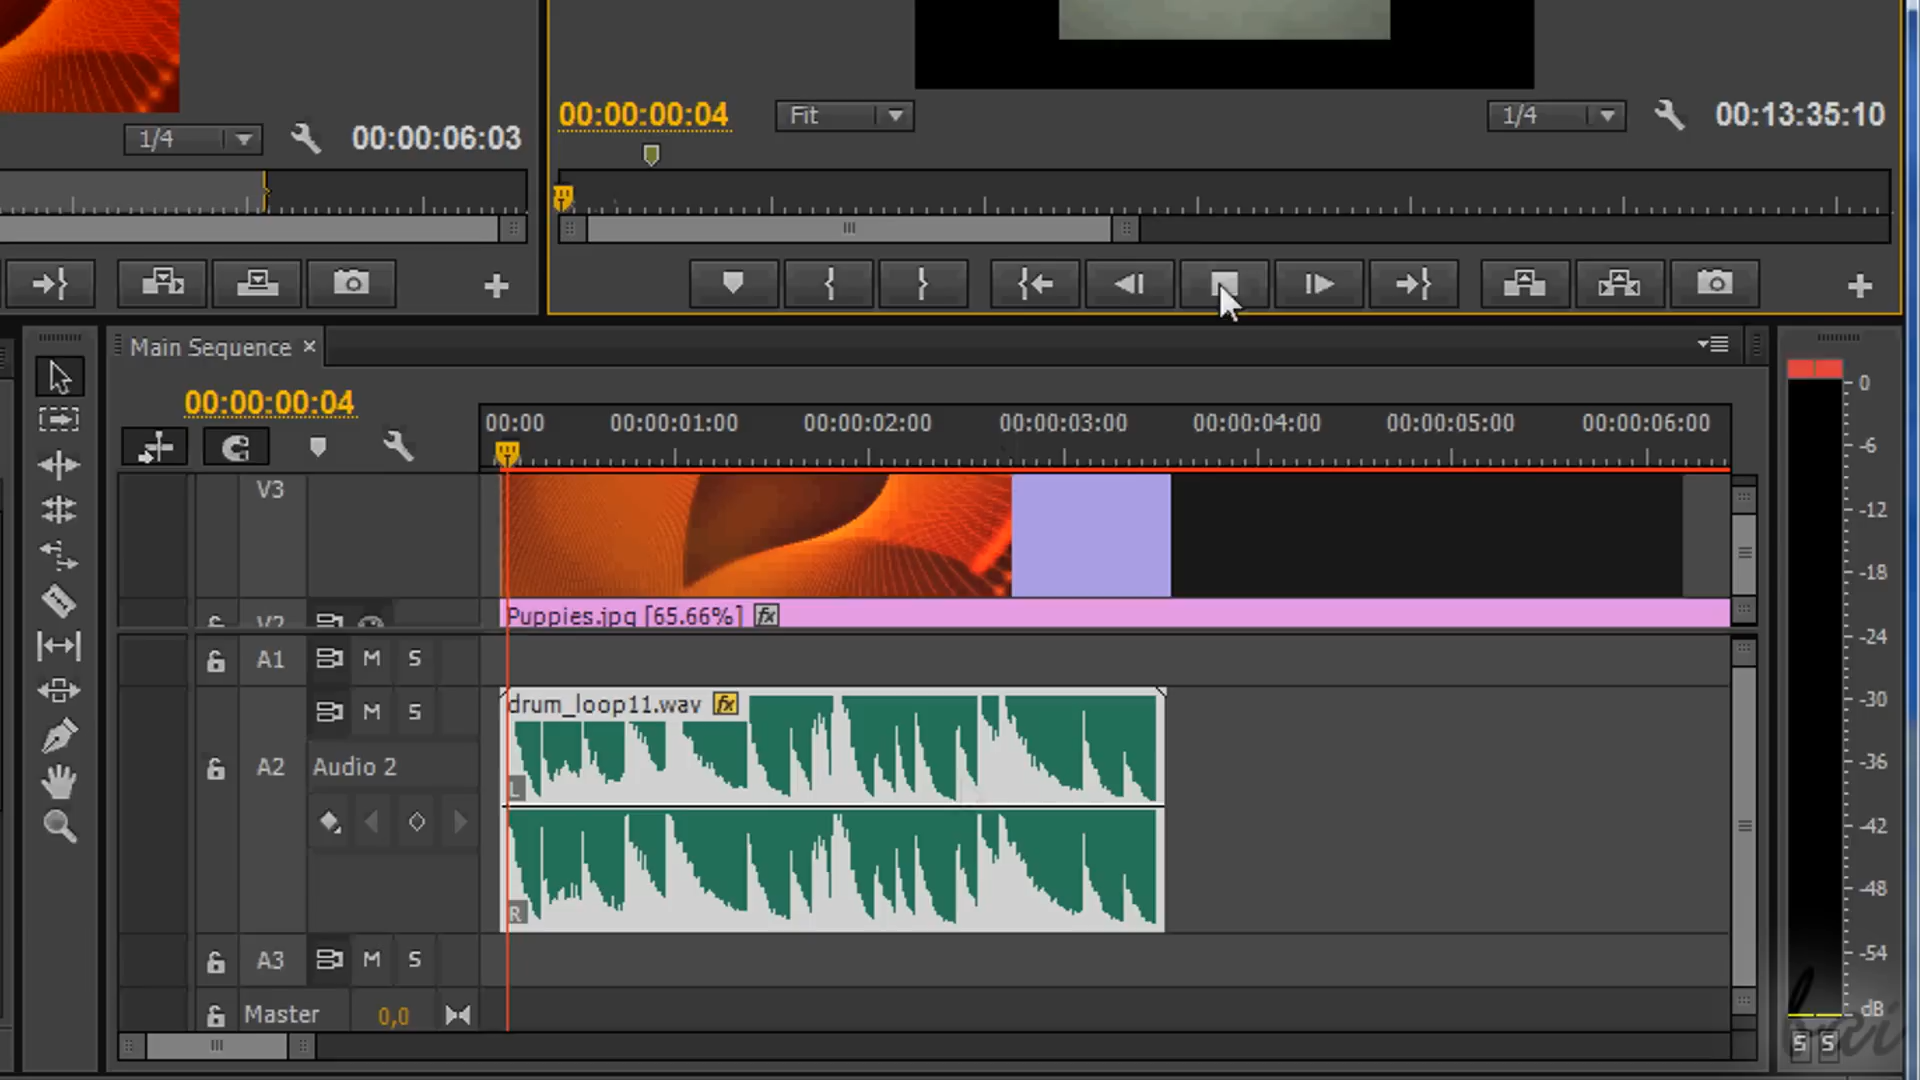 1/4
00:00:06:03
00:00:00:04
Fit
1/4
00:13:35:10
Main Sequence ×
00:00:00:04
00:00
00:00:01:00
00:00:02:00
00:00:03:00
00:00:04:00
00:00:05:00
00:00:06:00
V3
V2
Puppies.jpg [65.66%] fx
A1
M
S
drum_loop11.wav fx
M
S
A2
Audio 2
L
R
A3
M
S
Master
0,0
0
-6
-12
-18
-24
-30
-36
-42
-48
-54
dB
S
S